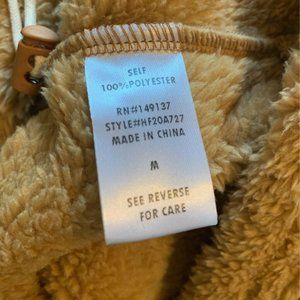 SELF
100%POLYESTER
RN#149137
STYLE#HF20A727
MADE IN CHINA
M
SEE REVERSE
FOR CARE